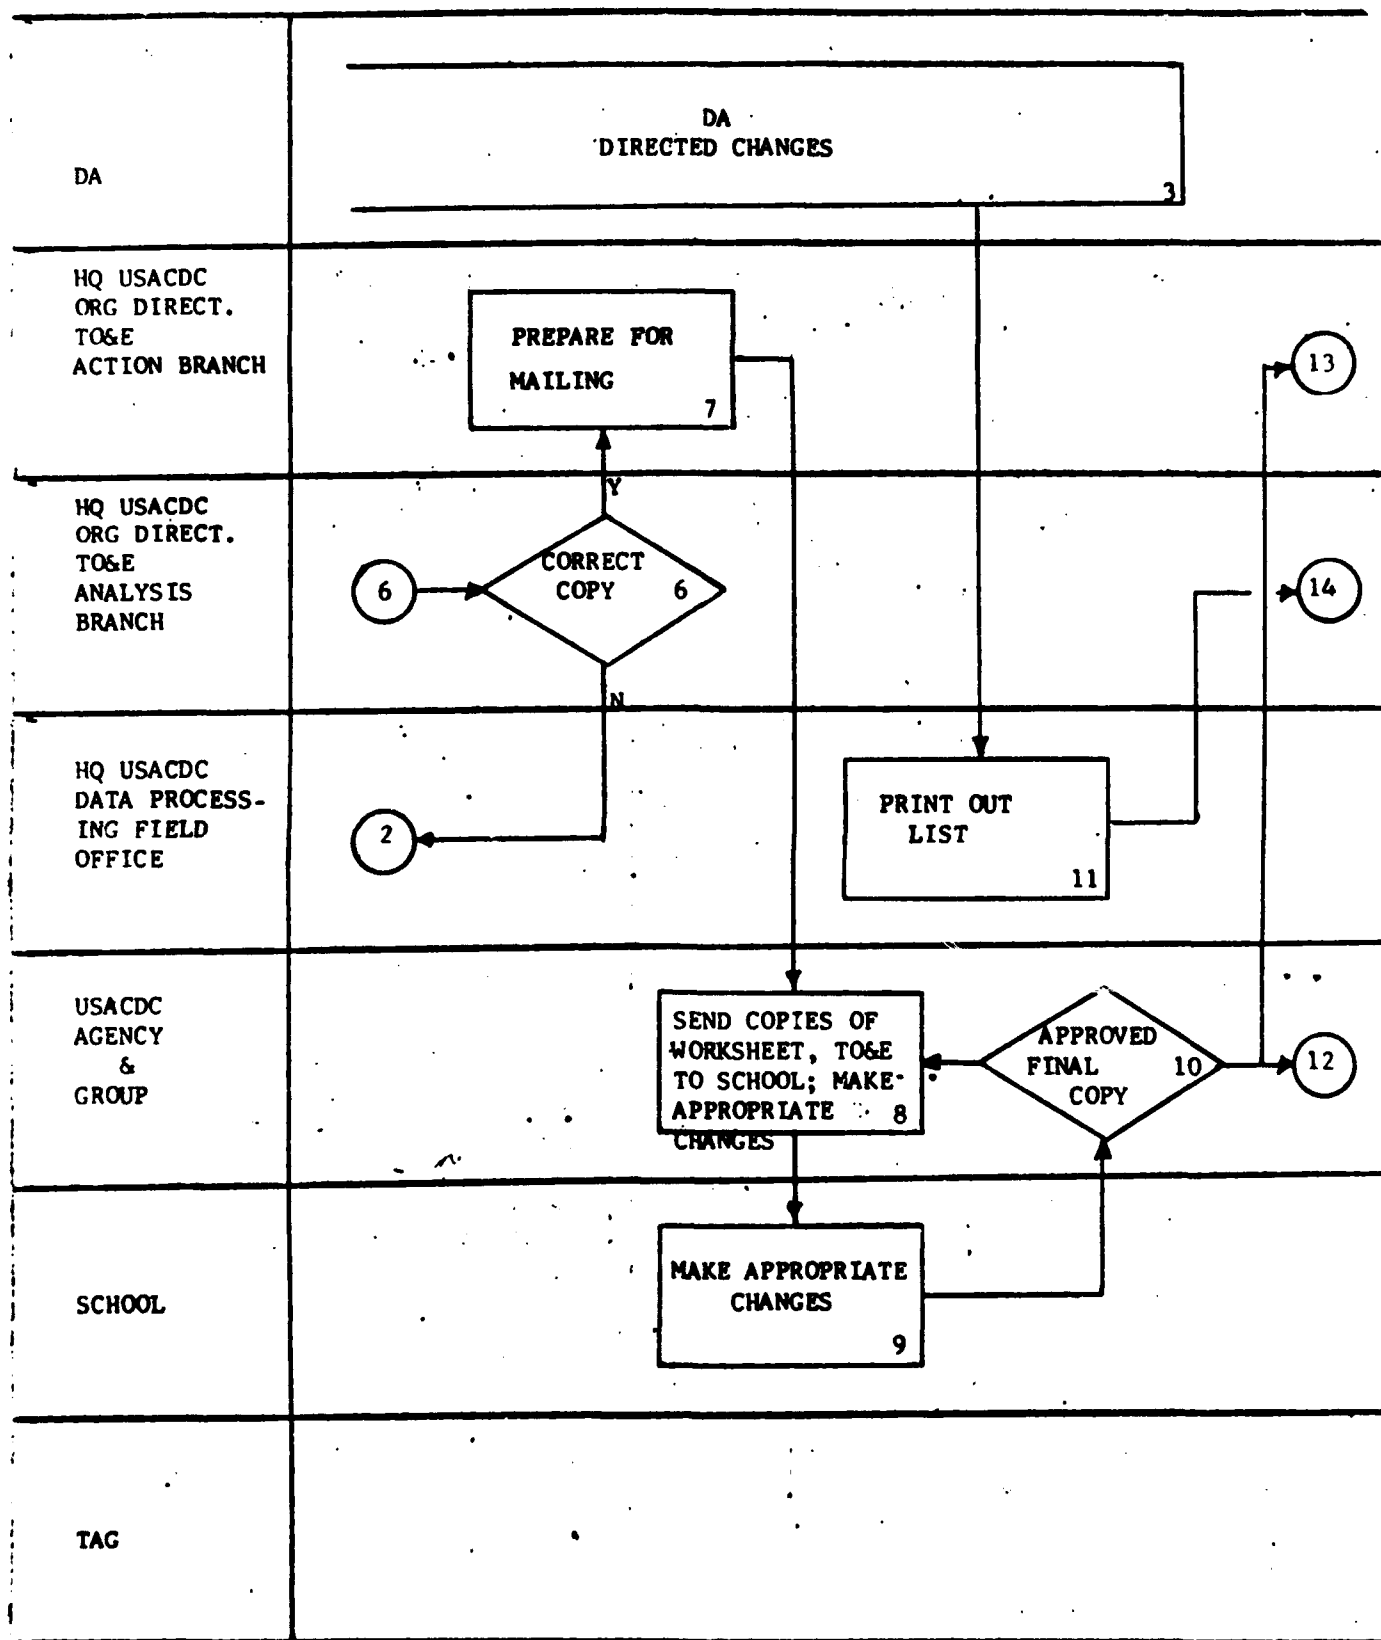 DA
DA
DIRECTED CHANGES
3
HQ USACDC
ORG DIRECT.
TO&E
ACTION BRANCH
PREPARE FOR
MAILING
7
13
HQ USACDC
ORG DIRECT.
TO&E
ANALYSIS
BRANCH
6
Y
CORRECT
COPY 6
N
14
HQ USACDC
DATA PROCESS-
ING FIELD
OFFICE
2
PRINT OUT
LIST
11
USACDC
AGENCY
&
GROUP
SEND COPIES OF
WORKSHEET, TO&E
TO SCHOOL; MAKE
APPROPRIATE 8
CHANGES
APPROVED
FINAL 10
COPY
12
SCHOOL
MAKE APPROPRIATE
CHANGES
9
TAG